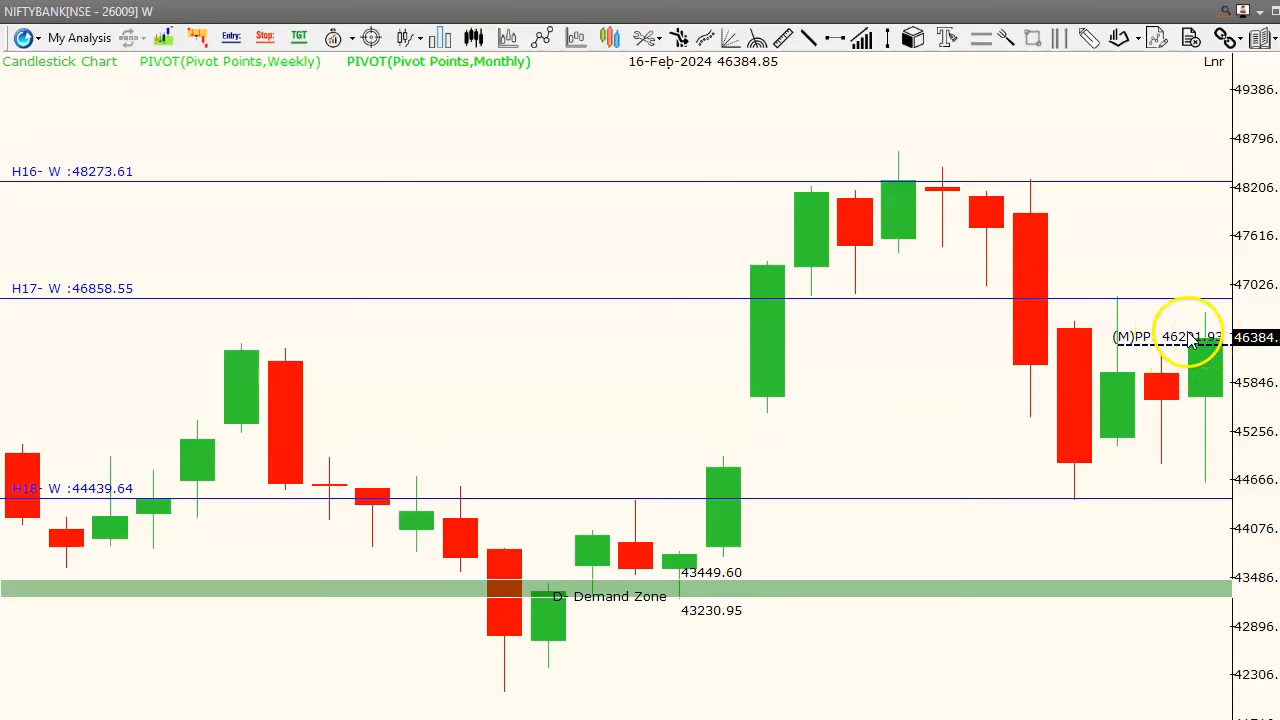 NIFTYBANK[NSE - 26009] W
My Analysis
Entry:
Stop:
TGT
Candlestick Chart PIVOT(Pivot Points,Weekly) PIVOT(Pivot Points,Monthly) 16-Feb-2024 46384.85 Lnr
49386.
48796.
H16- W :48273.61
48206.
47616.
H17- W :46858.55
47026.
(M)PP
46384.
45846.
45256.
H18- W :44439.64
44666.
44076.
43449.60
43486.
D- Demand Zone
43230.95
42896.
42306.